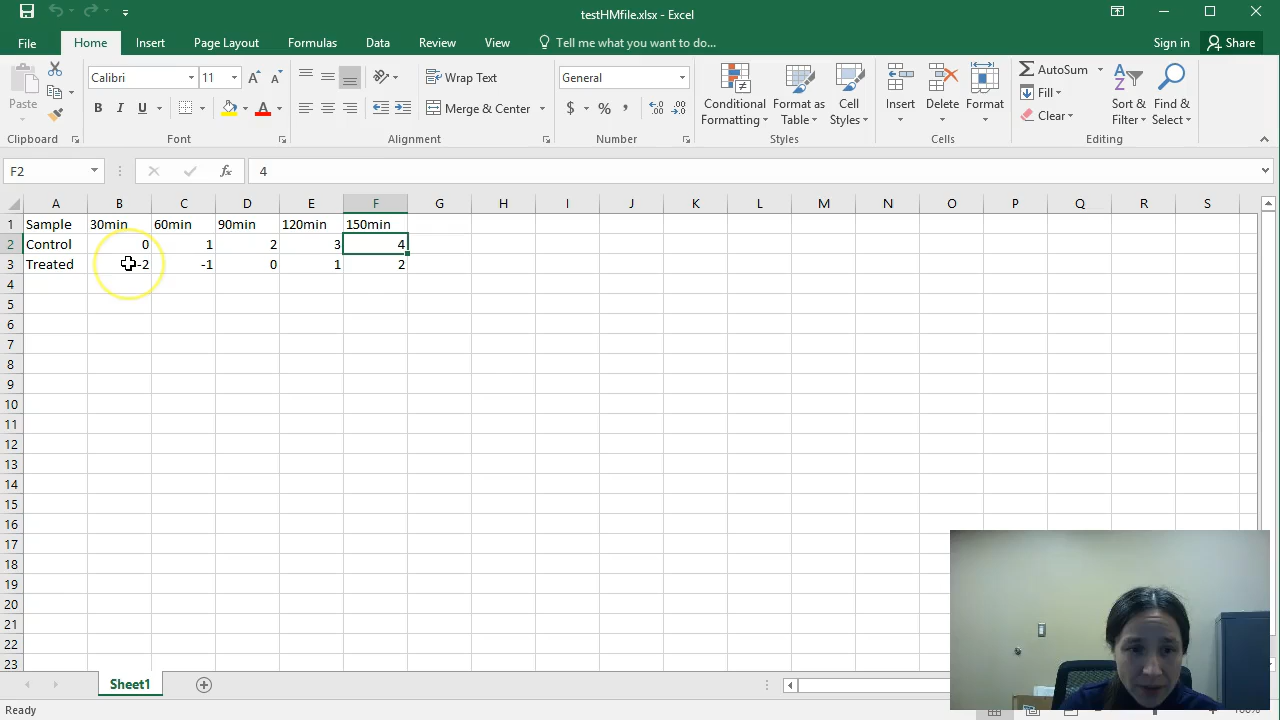 testHMfile.xlsx - Excel
File Home Insert Page Layout Formulas Data Review View Tell me what you want to do... Sign in Share
Paste
Calibri 11
B I U
A
Wrap Text
Merge & Center
General
$ % ,
Conditional Formatting
Format as Table
Cell Styles
Insert
Delete
Format
AutoSum
Fill
Clear
Sort & Filter
Find & Select
Clipboard Font Alignment Number Styles Cells Editing
F2 fx 4
A B C D E F G H I J K L M N O P Q R S
1 Sample 30min 60min 90min 120min 150min
2 Control 0 1 2 3 4
3 Treated -2 -1 0 1 2
4
5
6
7
8
9
10
11
12
13
14
15
16
17
18
19
20
21
22
23
Sheet1
Ready